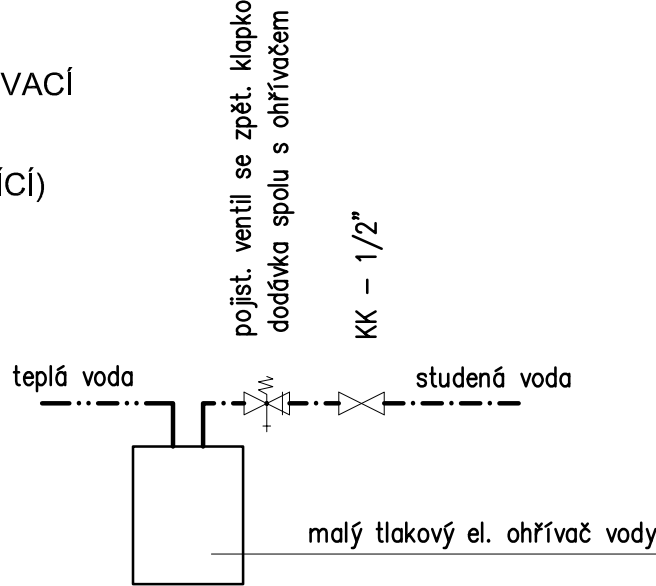 VACÍ
ÍCÍ)
pojist. ventil se zpět. klapko
dodávka spolu s ohřívačem
KK – 1/2"
teplá voda
studená voda
malý tlakový el. ohřívač vody